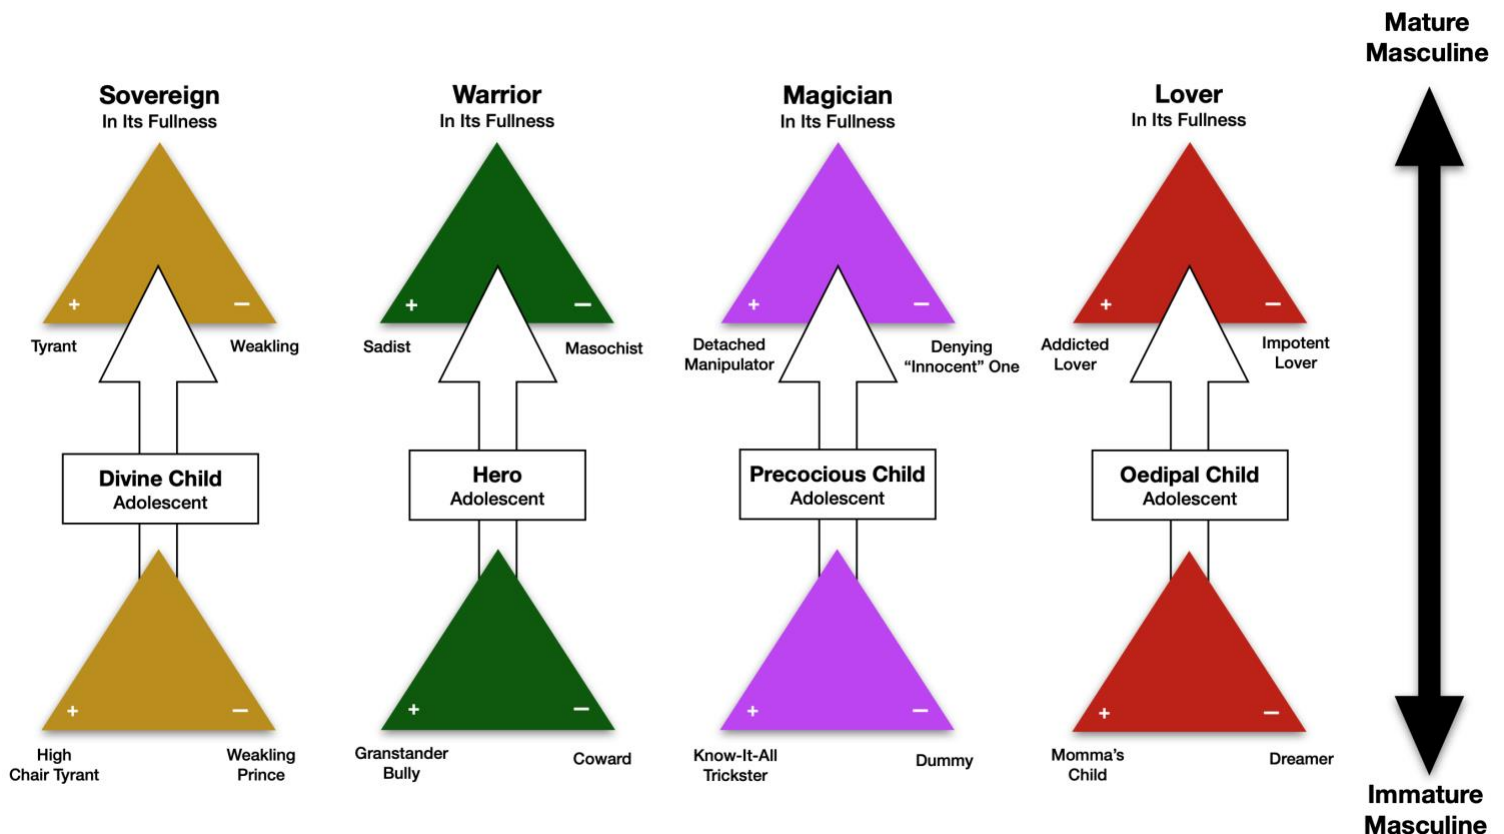 Mature
Masculine
Sovereign
In Its Fullness
Warrior
In Its Fullness
Magician
In Its Fullness
Lover
In Its Fullness
+
−
+
−
+
−
+
−
Tyrant
Weakling
Sadist
Masochist
Detached
Manipulator
Denying
“Innocent” One
Addicted
Lover
Impotent
Lover
Divine Child
Adolescent
Hero
Adolescent
Precocious Child
Adolescent
Oedipal Child
Adolescent
+
−
+
−
+
−
+
−
High
Chair Tyrant
Weakling
Prince
Granstander
Bully
Coward
Know-It-All
Trickster
Dummy
Momma’s
Child
Dreamer
Immature
Masculine